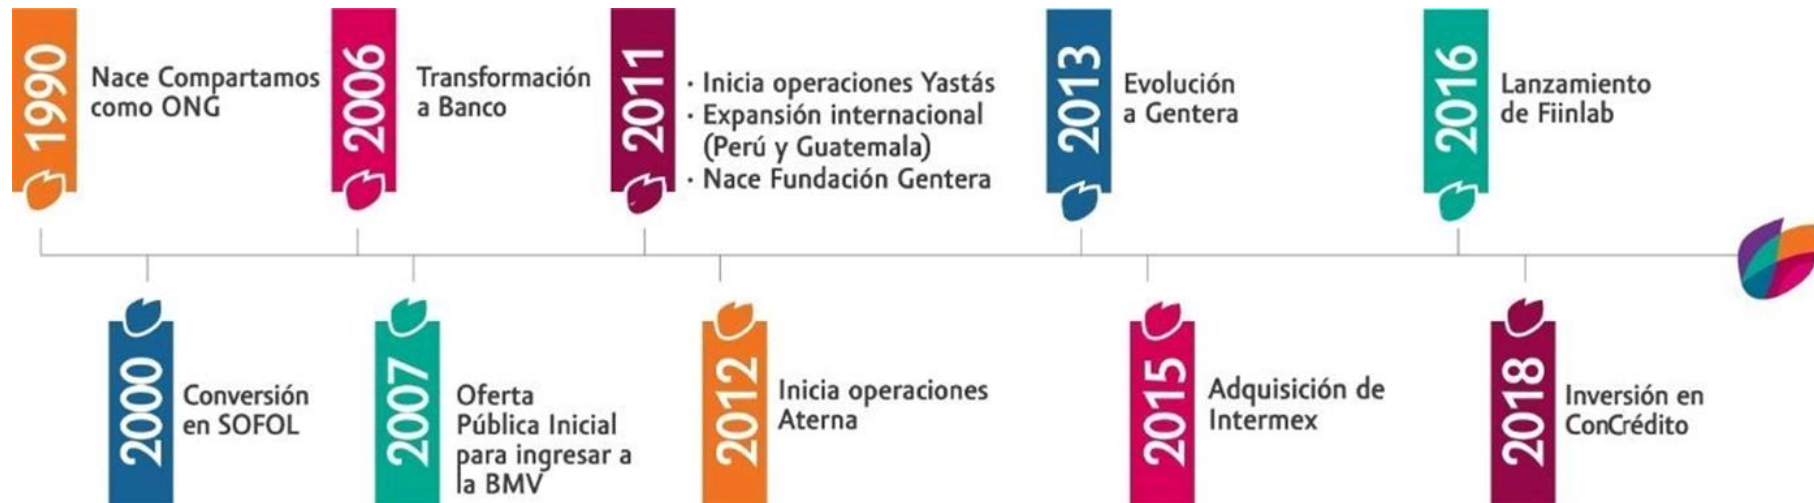 1990
Nace Compartamos
como ONG
2006
Transformación
a Banco
2011
· Inicia operaciones Yastás
· Expansión internacional
(Perú y Guatemala)
· Nace Fundación Gentera
2013
Evolución
a Gentera
2016
Lanzamiento
de Fiinlab
2000
Conversión
en SOFOL
2007
Oferta
Pública Inicial
para ingresar a
la BMV
2012
Inicia operaciones
Aterna
2015
Adquisición de
Intermex
2018
Inversión en
ConCrédito